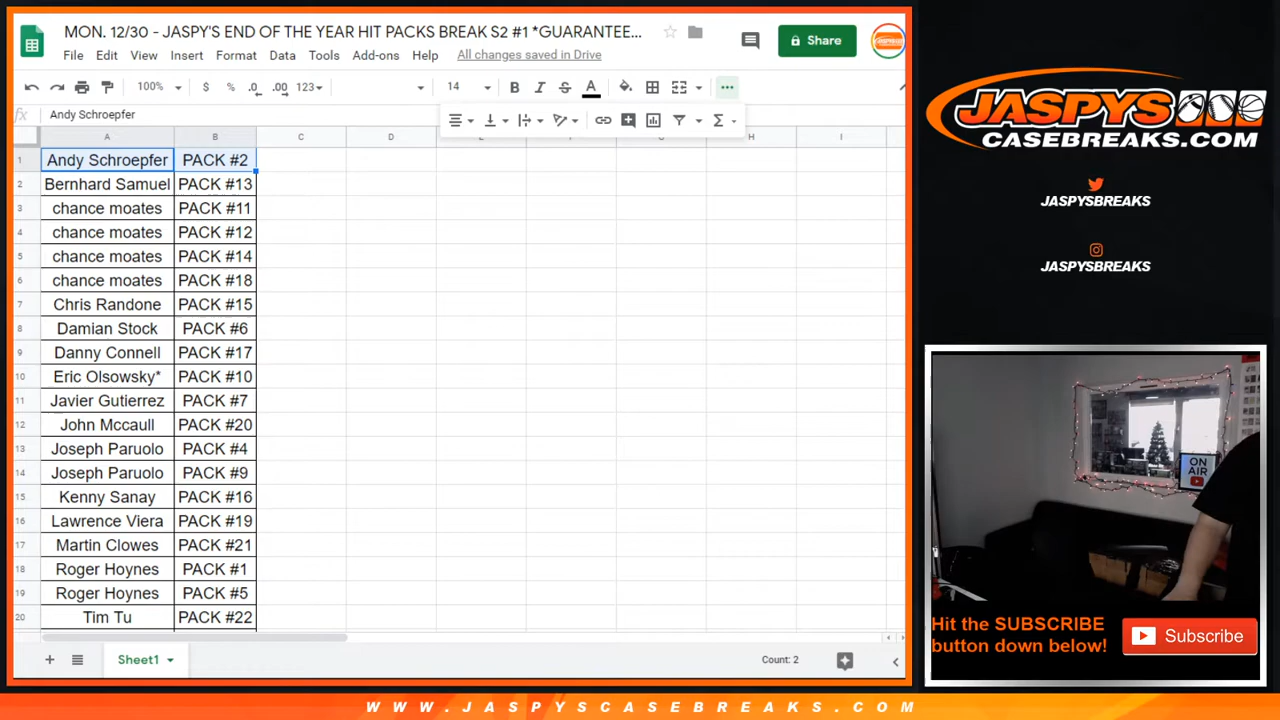 MON. 12/30 - JASPY'S END OF THE YEAR HIT PACKS BREAK S2 #1 *GUARANTEE...
File Edit View Insert Format Data Tools Add-ons Help All changes saved in Drive
Share
100% $ % .0 .00 123 14 B I S A
fx Andy Schroepfer
A B C D E F G H I
1 Andy Schroepfer PACK #2
2 Bernhard Samuel PACK #13
3 chance moates PACK #11
4 chance moates PACK #12
5 chance moates PACK #14
6 chance moates PACK #18
7 Chris Randone PACK #15
8 Damian Stock PACK #6
9 Danny Connell PACK #17
10 Eric Olsowsky* PACK #10
11 Javier Gutierrez PACK #7
12 John Mccaull PACK #20
13 Joseph Paruolo PACK #4
14 Joseph Paruolo PACK #9
15 Kenny Sanay PACK #16
16 Lawrence Viera PACK #19
17 Martin Clowes PACK #21
18 Roger Hoynes PACK #1
19 Roger Hoynes PACK #5
20 Tim Tu PACK #22
Sheet1
Count: 2
JASPYS
CASEBREAKS.COM
JASPYSBREAKS
JASPYSBREAKS
ON
AIR
Hit the SUBSCRIBE
button down below!
Subscribe
WWW.JASPYSCASEBREAKS.COM